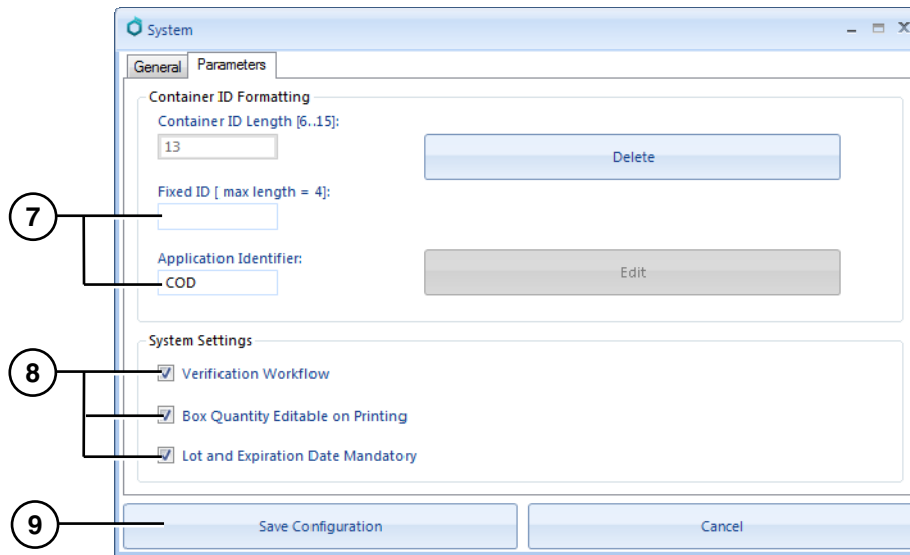 System
General Parameters
Container ID Formatting
Container ID Length [6..15]:
13
Delete
Fixed ID [ max length = 4]:
7
Application Identifier:
COD
Edit
System Settings
8
Verification Workflow
Box Quantity Editable on Printing
Lot and Expiration Date Mandatory
9
Save Configuration
Cancel